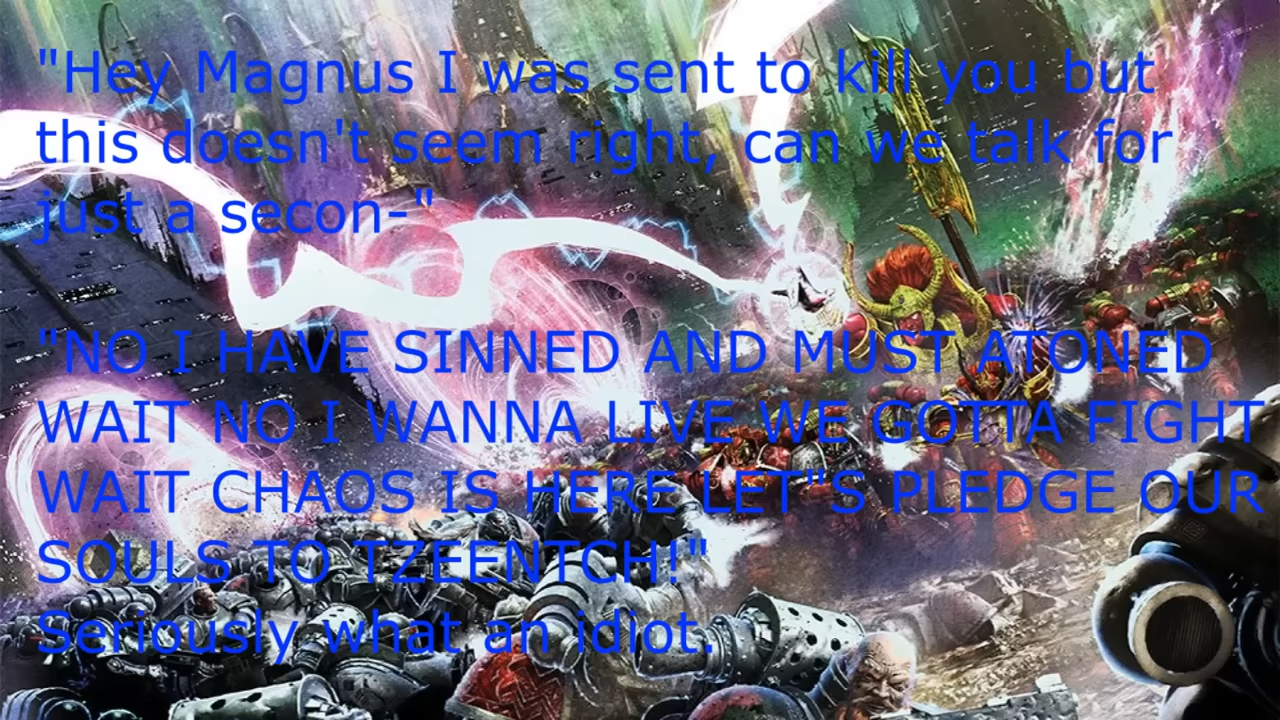 "Hey Magnus I was sent to kill you but
this doesn't seem right, can we talk for
just a secon-"
"NO I HAVE SINNED AND MUST ATONED
WAIT NO I WANNA LIVE WE GOTTA FIGHT
WAIT CHAOS IS HERE LET"S PLEDGE OUR
SOULS TO TZEENTCH!"
Seriously what an idiot.